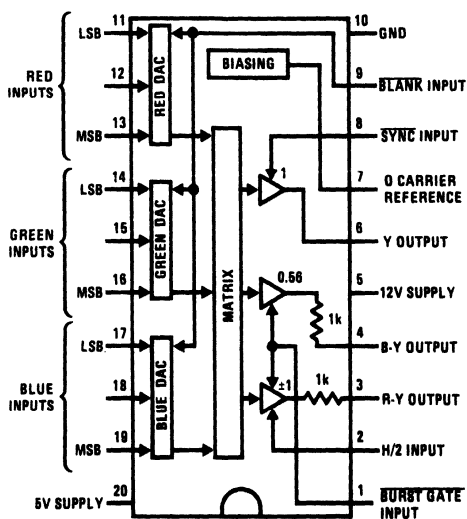 11 10
LSB GND
RED DAC
BIASING
RED INPUTS
12 9
BLANK INPUT
13 8
MSB SYNC INPUT
14 1 7
LSB O CARRIER REFERENCE
GREEN DAC
GREEN INPUTS
15 6
Y OUTPUT
MATRIX
16 0.56 5
MSB 12V SUPPLY
17 1k 4
LSB B-Y OUTPUT
BLUE DAC
BLUE INPUTS
18 ±1 1k 3
R-Y OUTPUT
19 2
MSB H/2 INPUT
20 1
5V SUPPLY BURST GATE INPUT